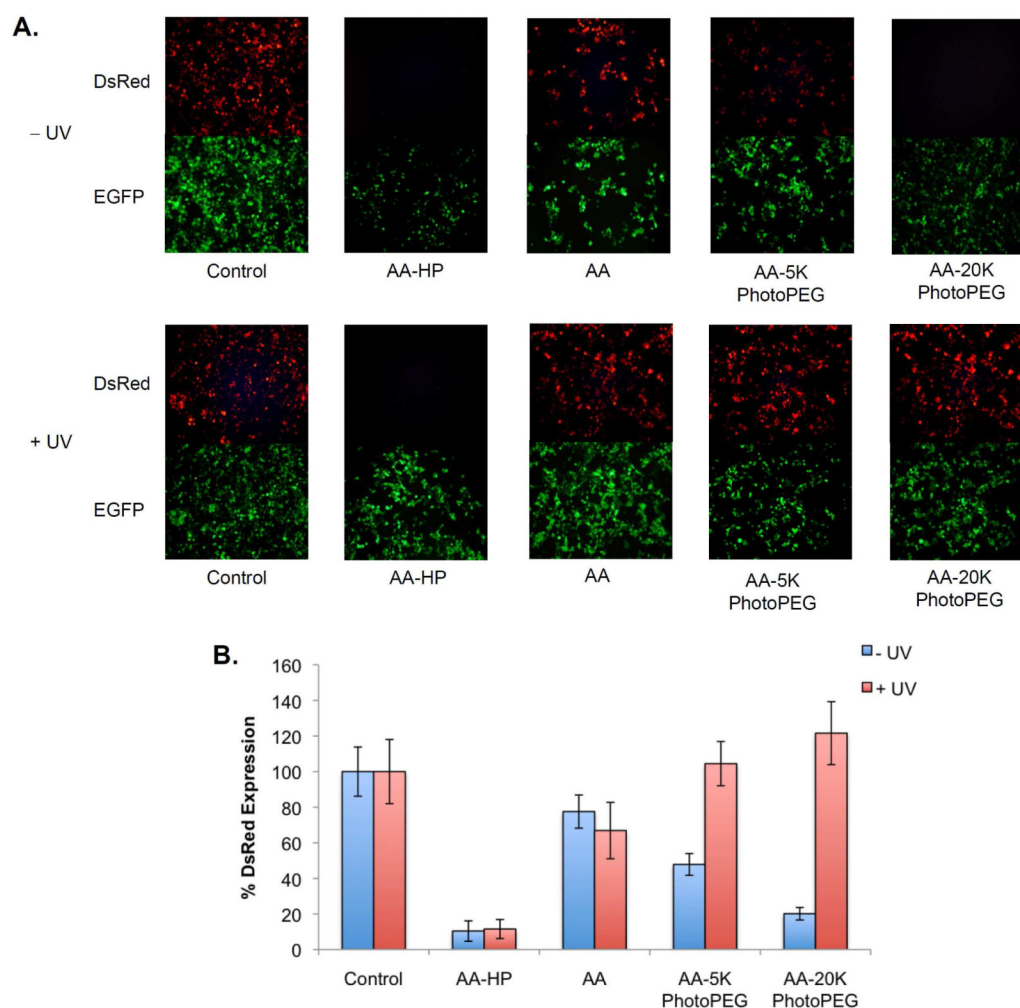 A.
DsRed
– UV
EGFP
Control
AA-HP
AA
AA-5K
PhotoPEG
AA-20K
PhotoPEG
DsRed
+ UV
EGFP
Control
AA-HP
AA
AA-5K
PhotoPEG
AA-20K
PhotoPEG
B.
- UV
+ UV
% DsRed Expression
160
140
120
100
80
60
40
20
0
Control
AA-HP
AA
AA-5K
PhotoPEG
AA-20K
PhotoPEG